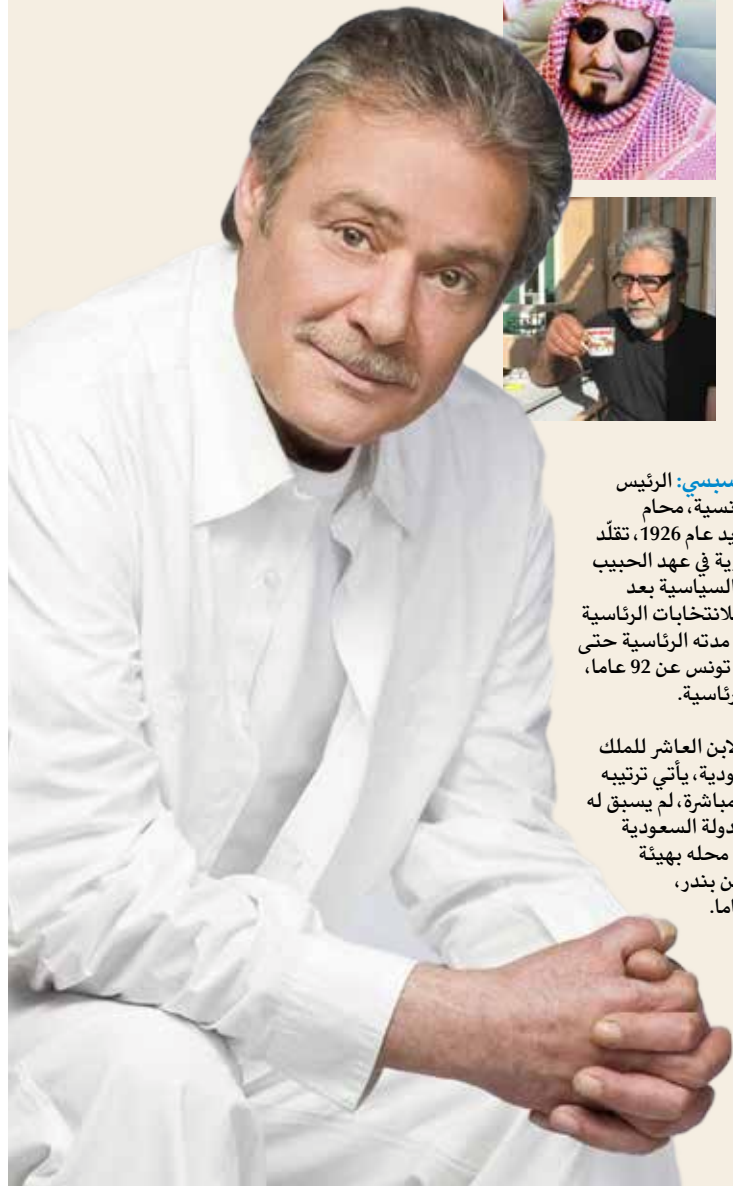 سبسي: الرئيس
نسية، محام
يد عام 1926، تقلّد
ية في عهد الحبيب
السياسية بعد
لانتخابات الرئاسية
مدته الرئاسية حتى
تونس عن 92 عاما،
رئاسية.
لابن العاشر للملك
ودية، يأتي ترتيبه
مباشرة، لم يسبق له
دولة السعودية
محله بهيئة
ن بندر،
اما.